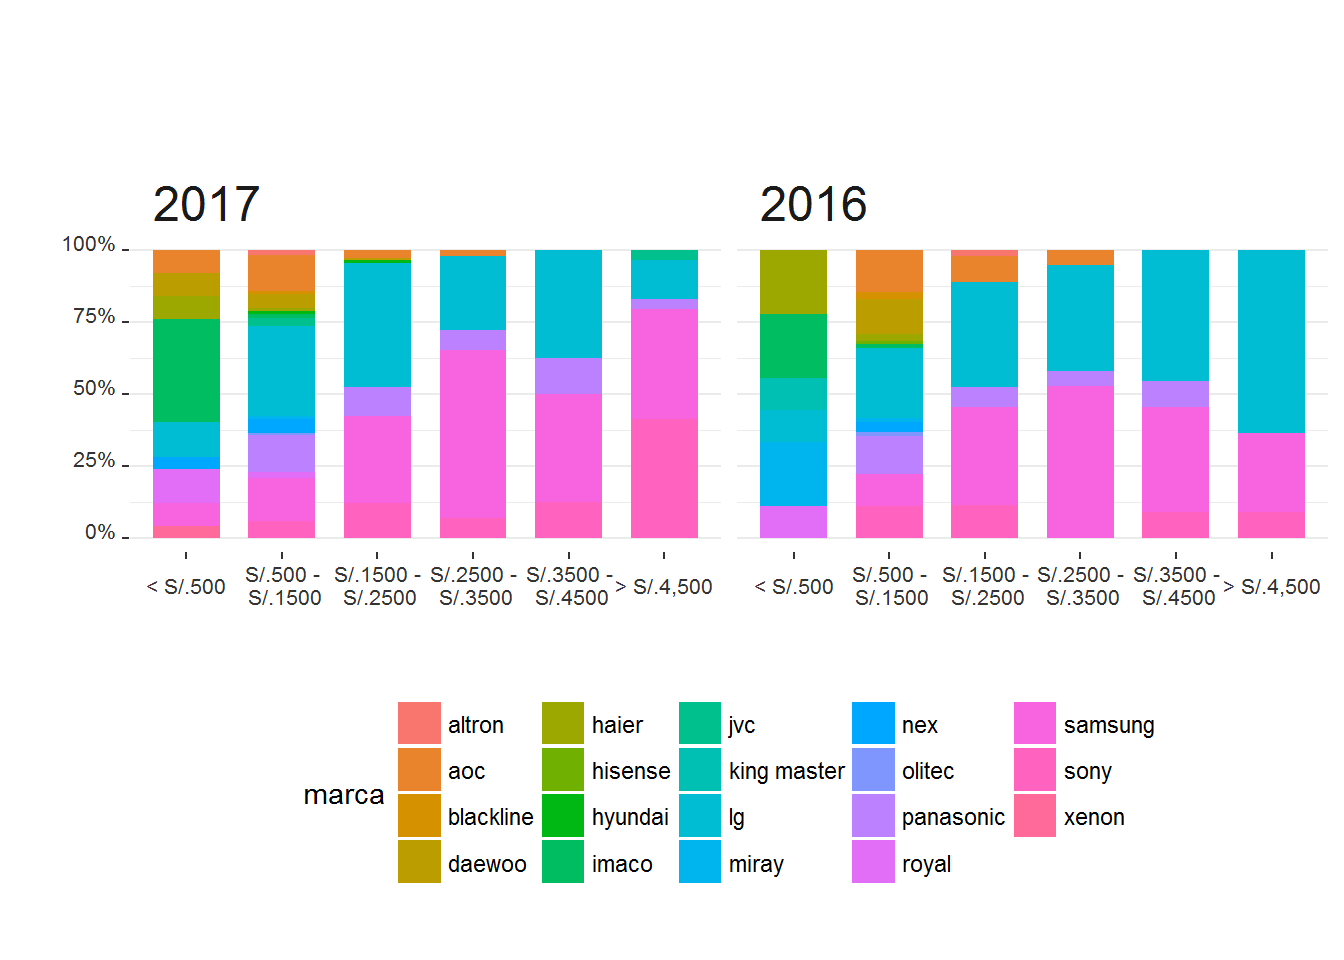 2017
2016
100%
75%
50%
25%
0%
< S/.500
S/.500 -
S/.1500
S/.1500 -
S/.2500
S/.2500 -
S/.3500
S/.3500 -
S/.4500
> S/.4,500
< S/.500
S/.500 -
S/.1500
S/.1500 -
S/.2500
S/.2500 -
S/.3500
S/.3500 -
S/.4500
> S/.4,500
marca
altron
aoc
blackline
daewoo
haier
hisense
hyundai
imaco
jvc
king master
lg
miray
nex
olitec
panasonic
royal
samsung
sony
xenon